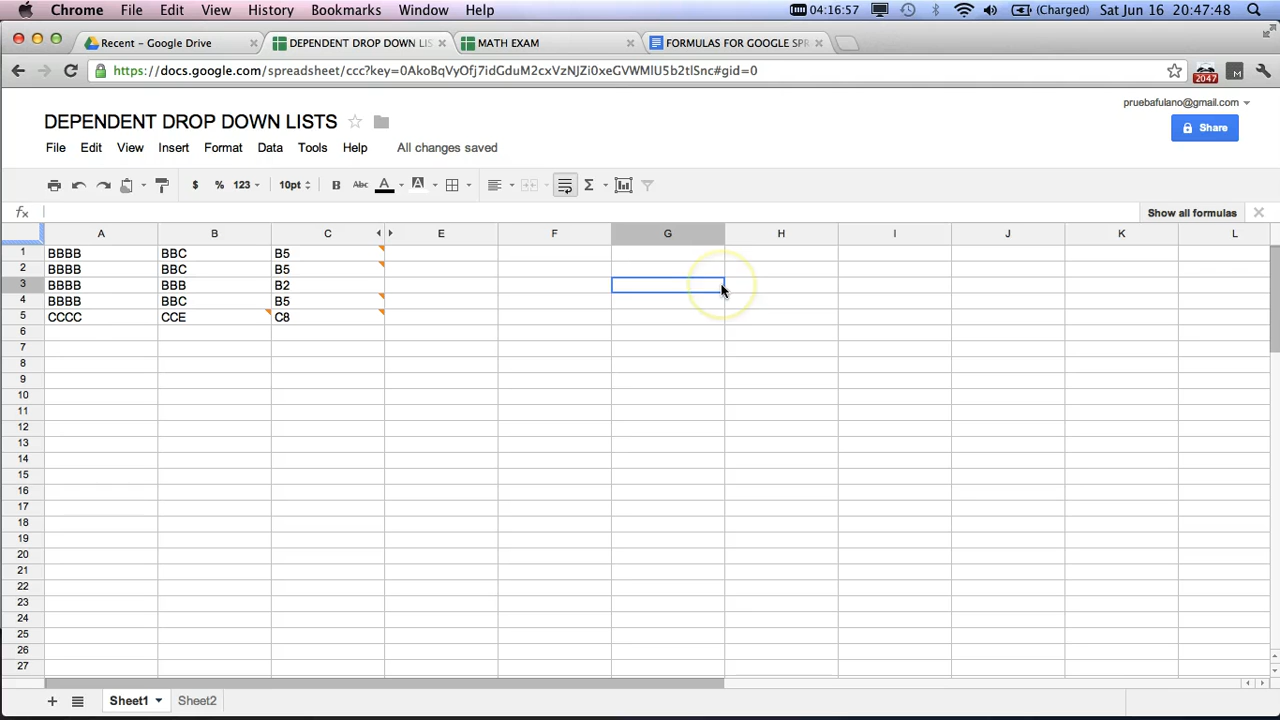 Chrome File Edit View History Bookmarks Window Help 04:16:57 (Charged) Sat Jun 16 20:47:48
Recent – Google Drive DEPENDENT DROP DOWN LIS MATH EXAM FORMULAS FOR GOOGLE SPR
https://docs.google.com/spreadsheet/ccc?key=0AkoBqVyOfj7idGduM2cxVzNJZi0xeGVWMlU5b2tlSnc#gid=0 2047
pruebafulano@gmail.com
DEPENDENT DROP DOWN LISTS
Share
File Edit View Insert Format Data Tools Help All changes saved
$ % 123 10pt B Abc A A Σ
fx Show all formulas
A B C E F G H I J K L
1 BBBB BBC B5
2 BBBB BBC B5
3 BBBB BBB B2
4 BBBB BBC B5
5 CCCC CCE C8
6
7
8
9
10
11
12
13
14
15
16
17
18
19
20
21
22
23
24
25
26
27
Sheet1 Sheet2